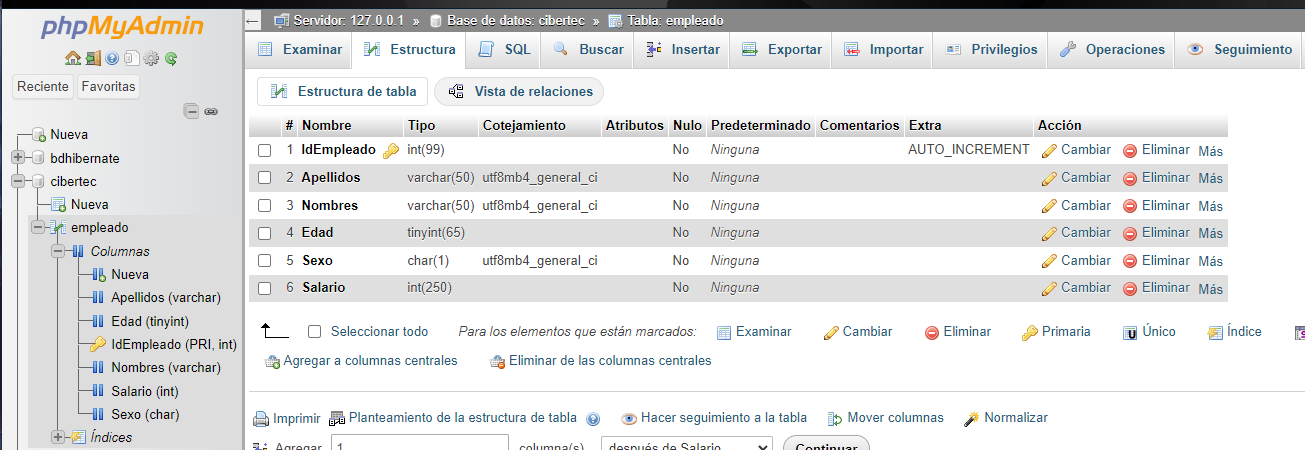 phpMyAdmin
Reciente Favoritas
Nueva
bdhibernate
cibertec
Nueva
empleado
Columnas
Nueva
Apellidos (varchar)
Edad (tinyint)
IdEmpleado (PRI, int)
Nombres (varchar)
Salario (int)
Sexo (char)
Índices
Servidor: 127.0.0.1 » Base de datos: cibertec » Tabla: empleado
Examinar Estructura SQL Buscar Insertar Exportar Importar Privilegios Operaciones Seguimiento
Estructura de tabla Vista de relaciones
# Nombre Tipo Cotejamiento Atributos Nulo Predeterminado Comentarios Extra Acción
1 IdEmpleado int(99) No Ninguna AUTO_INCREMENT Cambiar Eliminar Más
2 Apellidos varchar(50) utf8mb4_general_ci No Ninguna Cambiar Eliminar Más
3 Nombres varchar(50) utf8mb4_general_ci No Ninguna Cambiar Eliminar Más
4 Edad tinyint(65) No Ninguna Cambiar Eliminar Más
5 Sexo char(1) utf8mb4_general_ci No Ninguna Cambiar Eliminar Más
6 Salario int(250) No Ninguna Cambiar Eliminar Más
Seleccionar todo Para los elementos que están marcados: Examinar Cambiar Eliminar Primaria Único Índice
Agregar a columnas centrales Eliminar de las columnas centrales
Imprimir Planteamiento de la estructura de tabla Hacer seguimiento a la tabla Mover columnas Normalizar
Agregar 1 columna(s) después de Salario Continuar